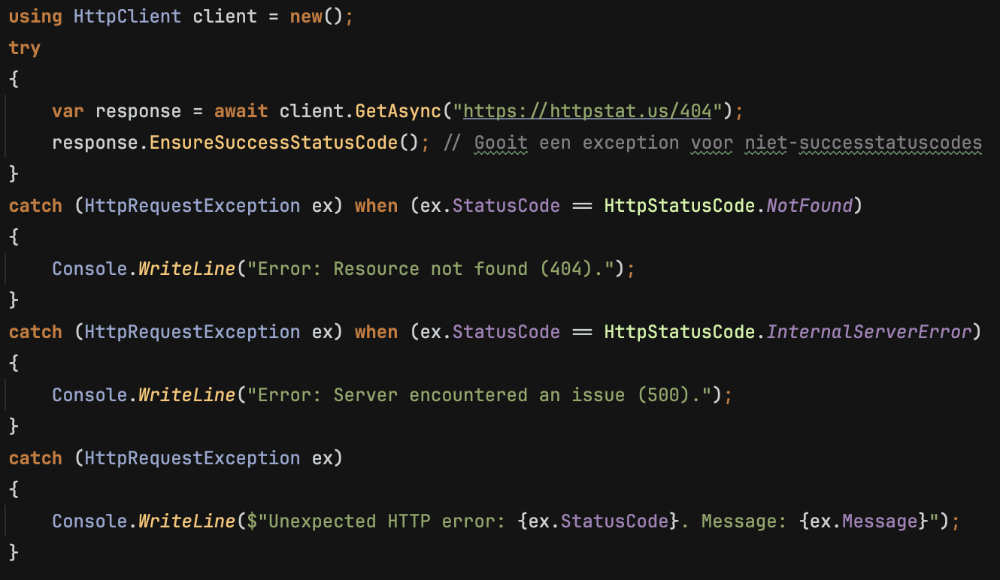 using HttpClient client = new();
try
{
    var response = await client.GetAsync("https://httpstat.us/404");
    response.EnsureSuccessStatusCode(); // Gooit een exception voor niet-successtatuscodes
}
catch (HttpRequestException ex) when (ex.StatusCode == HttpStatusCode.NotFound)
{
    Console.WriteLine("Error: Resource not found (404).");
}
catch (HttpRequestException ex) when (ex.StatusCode == HttpStatusCode.InternalServerError)
{
    Console.WriteLine("Error: Server encountered an issue (500).");
}
catch (HttpRequestException ex)
{
    Console.WriteLine($"Unexpected HTTP error: {ex.StatusCode}. Message: {ex.Message}");
}